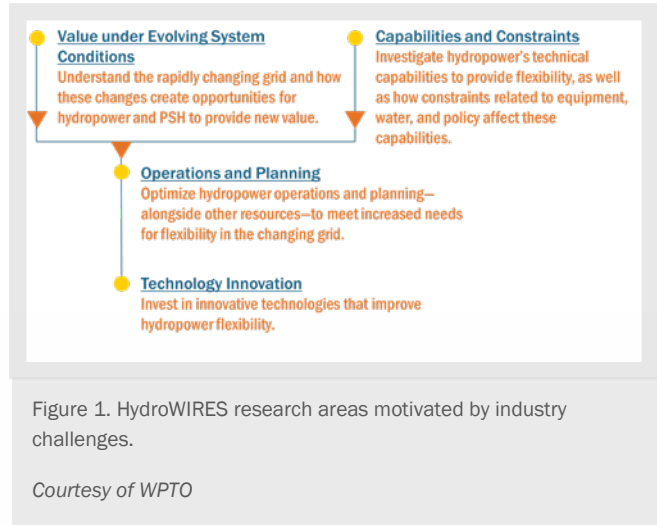 Value under Evolving System
Conditions
Understand the rapidly changing grid and how
these changes create opportunities for
hydropower and PSH to provide new value.
Capabilities and Constraints
Investigate hydropower's technical
capabilities to provide flexibility, as well
as how constraints related to equipment,
water, and policy affect these
capabilities.
Operations and Planning
Optimize hydropower operations and planning—
alongside other resources—to meet increased needs
for flexibility in the changing grid.
Technology Innovation
Invest in innovative technologies that improve
hydropower flexibility.
Figure 1. HydroWIRES research areas motivated by industry
challenges.
Courtesy of WPTO